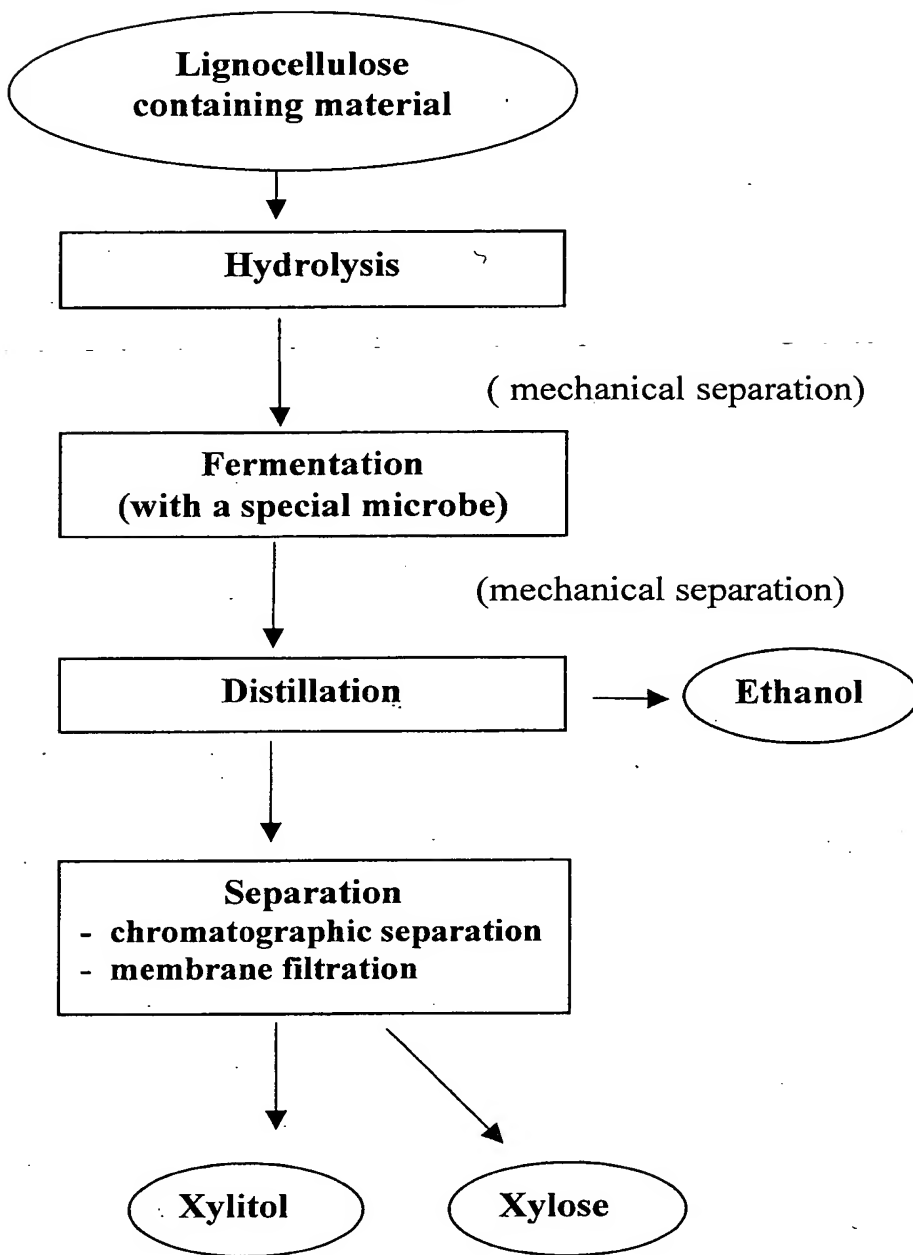 Lignocellulose
containing material
Hydrolysis
( mechanical separation)
Fermentation
(with a special microbe)
(mechanical separation)
Distillation
Ethanol
Separation
- chromatographic separation
- membrane filtration
Xylitol
Xylose